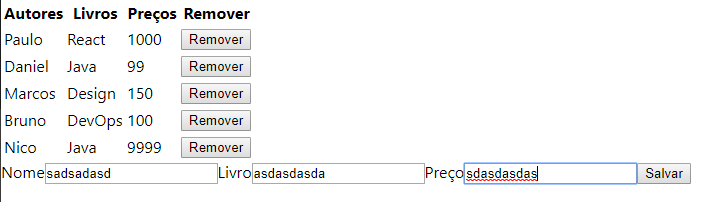 Autores Livros Preços Remover
Paulo React 1000 Remover
Daniel Java 99 Remover
Marcos Design 150 Remover
Bruno DevOps 100 Remover
Nico Java 9999 Remover
Nome sadsadasd Livro asdasdasda Preço sdasdasdas Salvar